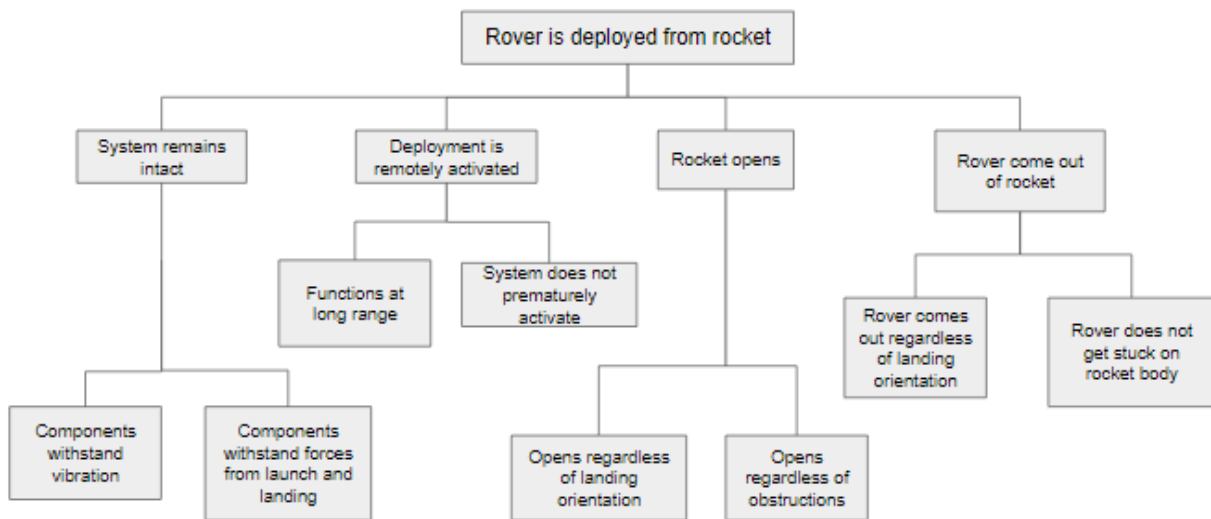 Rover is deployed from rocket
System remains
intact
Deployment is
remotely activated
Rocket opens
Rover come out
of rocket
Functions at
long range
System does not
prematurely
activate
Rover comes
out regardless
of landing
orientation
Rover does not
get stuck on
rocket body
Components
withstand
vibration
Components
withstand forces
from launch and
landing
Opens regardless
of landing
orientation
Opens
regardless of
obstructions